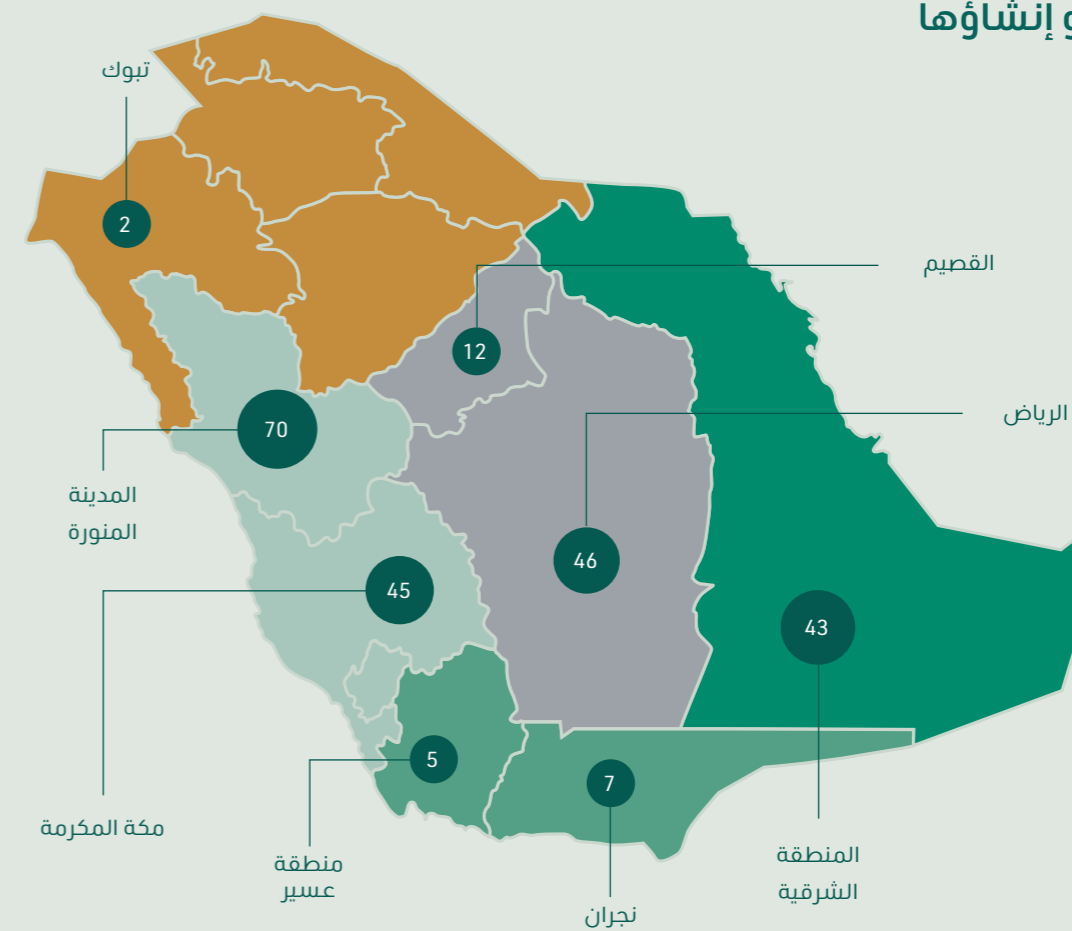 و إنشاؤها
تبوك
2
القصيم
12
الرياض
70
المدينة
المنورة
46
45
43
5
7
مكة المكرمة
منطقة
عسير
المنطقة
الشرقية
نجران